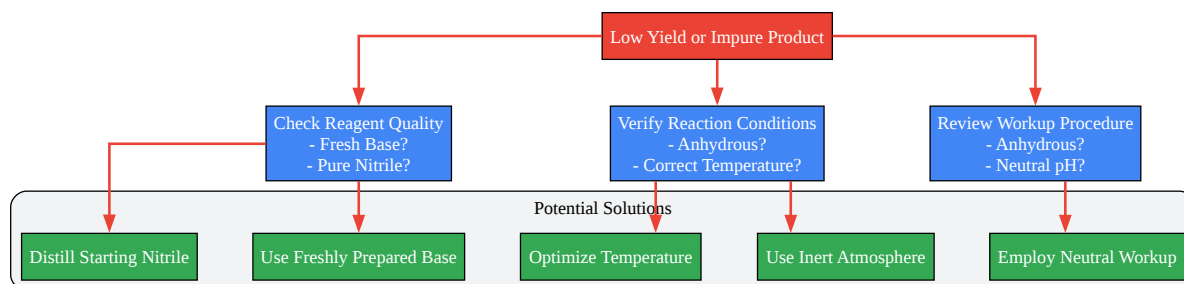 Low Yield or Impure Product
Check Reagent Quality
- Fresh Base?
- Pure Nitrile?
Verify Reaction Conditions
- Anhydrous?
- Correct Temperature?
Review Workup Procedure
- Anhydrous?
- Neutral pH?
Potential Solutions
Distill Starting Nitrile
Use Freshly Prepared Base
Optimize Temperature
Use Inert Atmosphere
Employ Neutral Workup